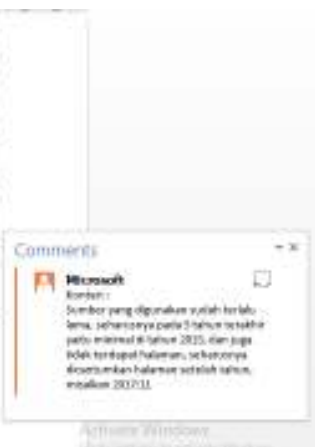 Comments
Microsoft
Konten :
Sumber yang digunakan sudah terlalu
lama, seharusnya pada 5 tahun terakhir
yaitu minimal di tahun 2015, dan juga
tidak terdapat halaman, seharusnya
dicantumkan halaman setelah tahun,
misalkan 2017:11
Activate Windows